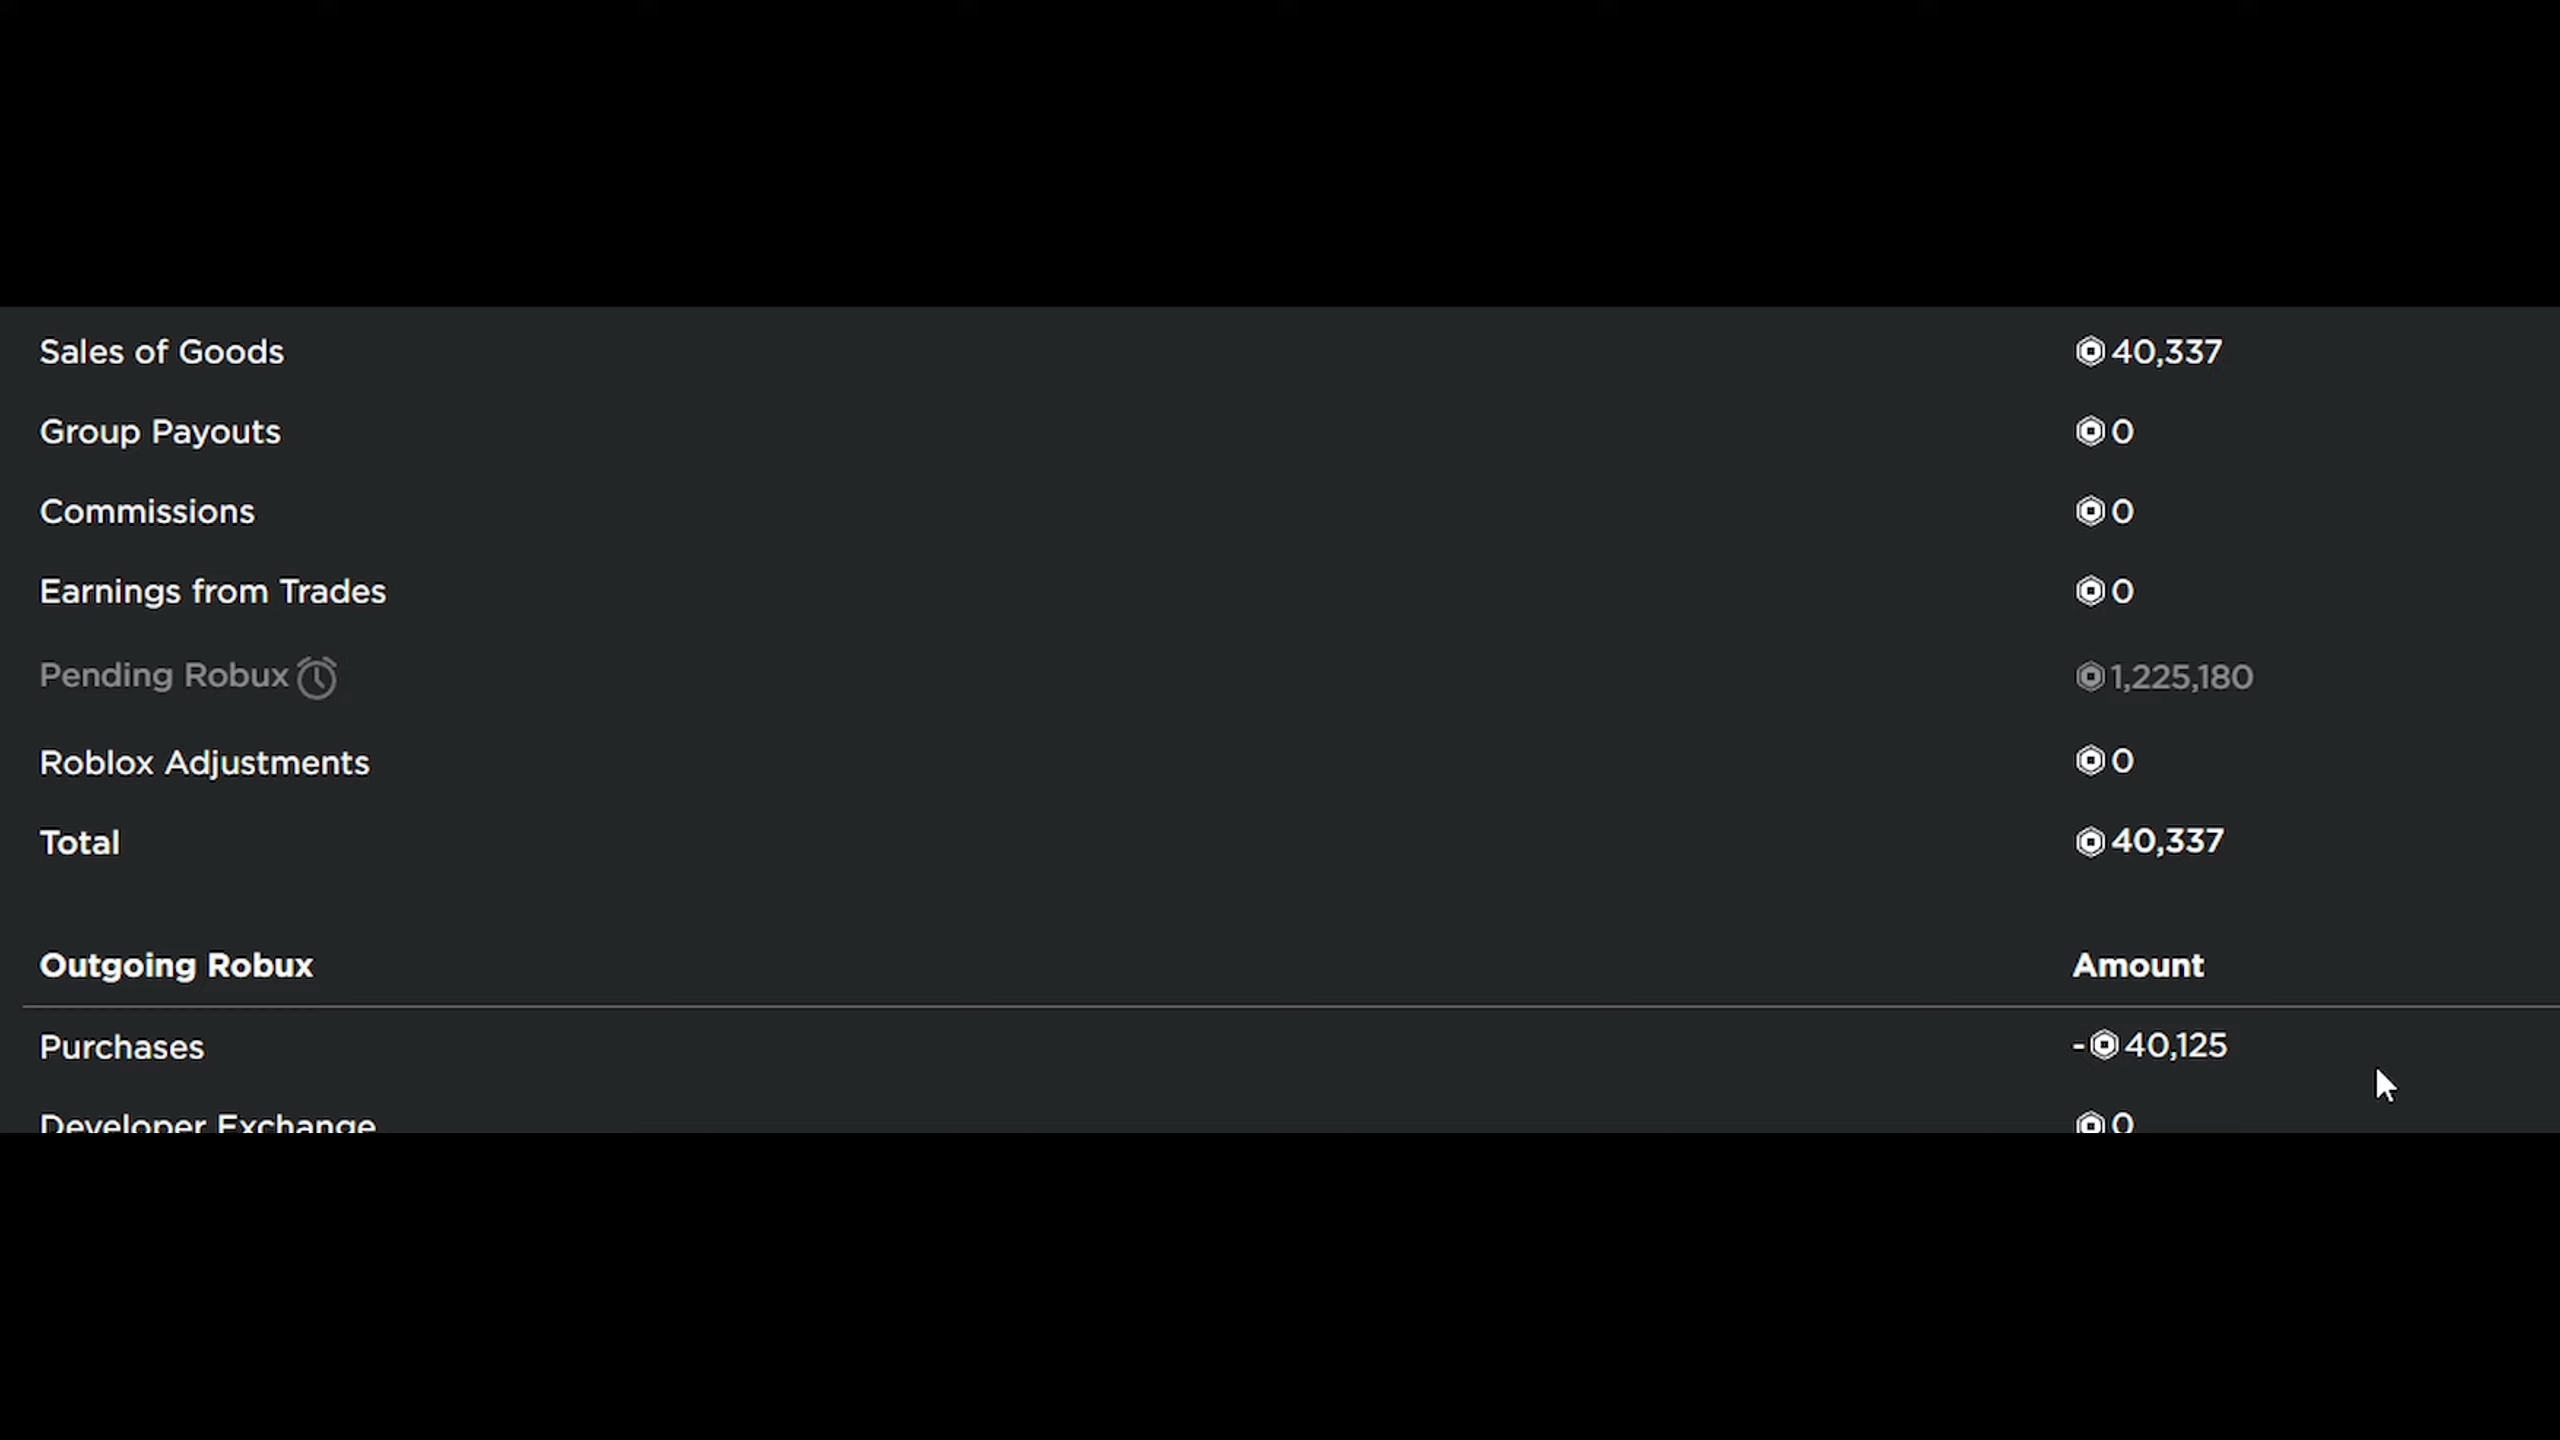 Sales of Goods 40,337
Group Payouts 0
Commissions 0
Earnings from Trades 0
Pending Robux 1,225,180
Roblox Adjustments 0
Total 40,337
Outgoing Robux Amount
Purchases -40,125
Developer Exchange 0